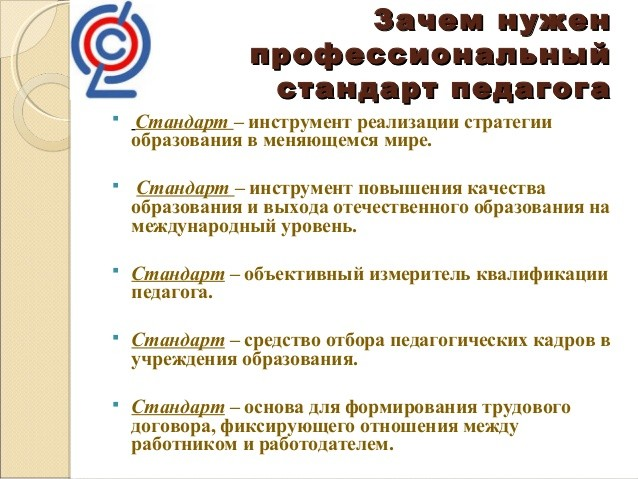 Зачем нужен
профессиональный
стандарт педагога
Стандарт – инструмент реализации стратегии
образования в меняющемся мире.
Стандарт – инструмент повышения качества
образования и выхода отечественного образования на
международный уровень.
Стандарт – объективный измеритель квалификации
педагога.
Стандарт – средство отбора педагогических кадров в
учреждения образования.
Стандарт – основа для формирования трудового
договора, фиксирующего отношения между
работником и работодателем.